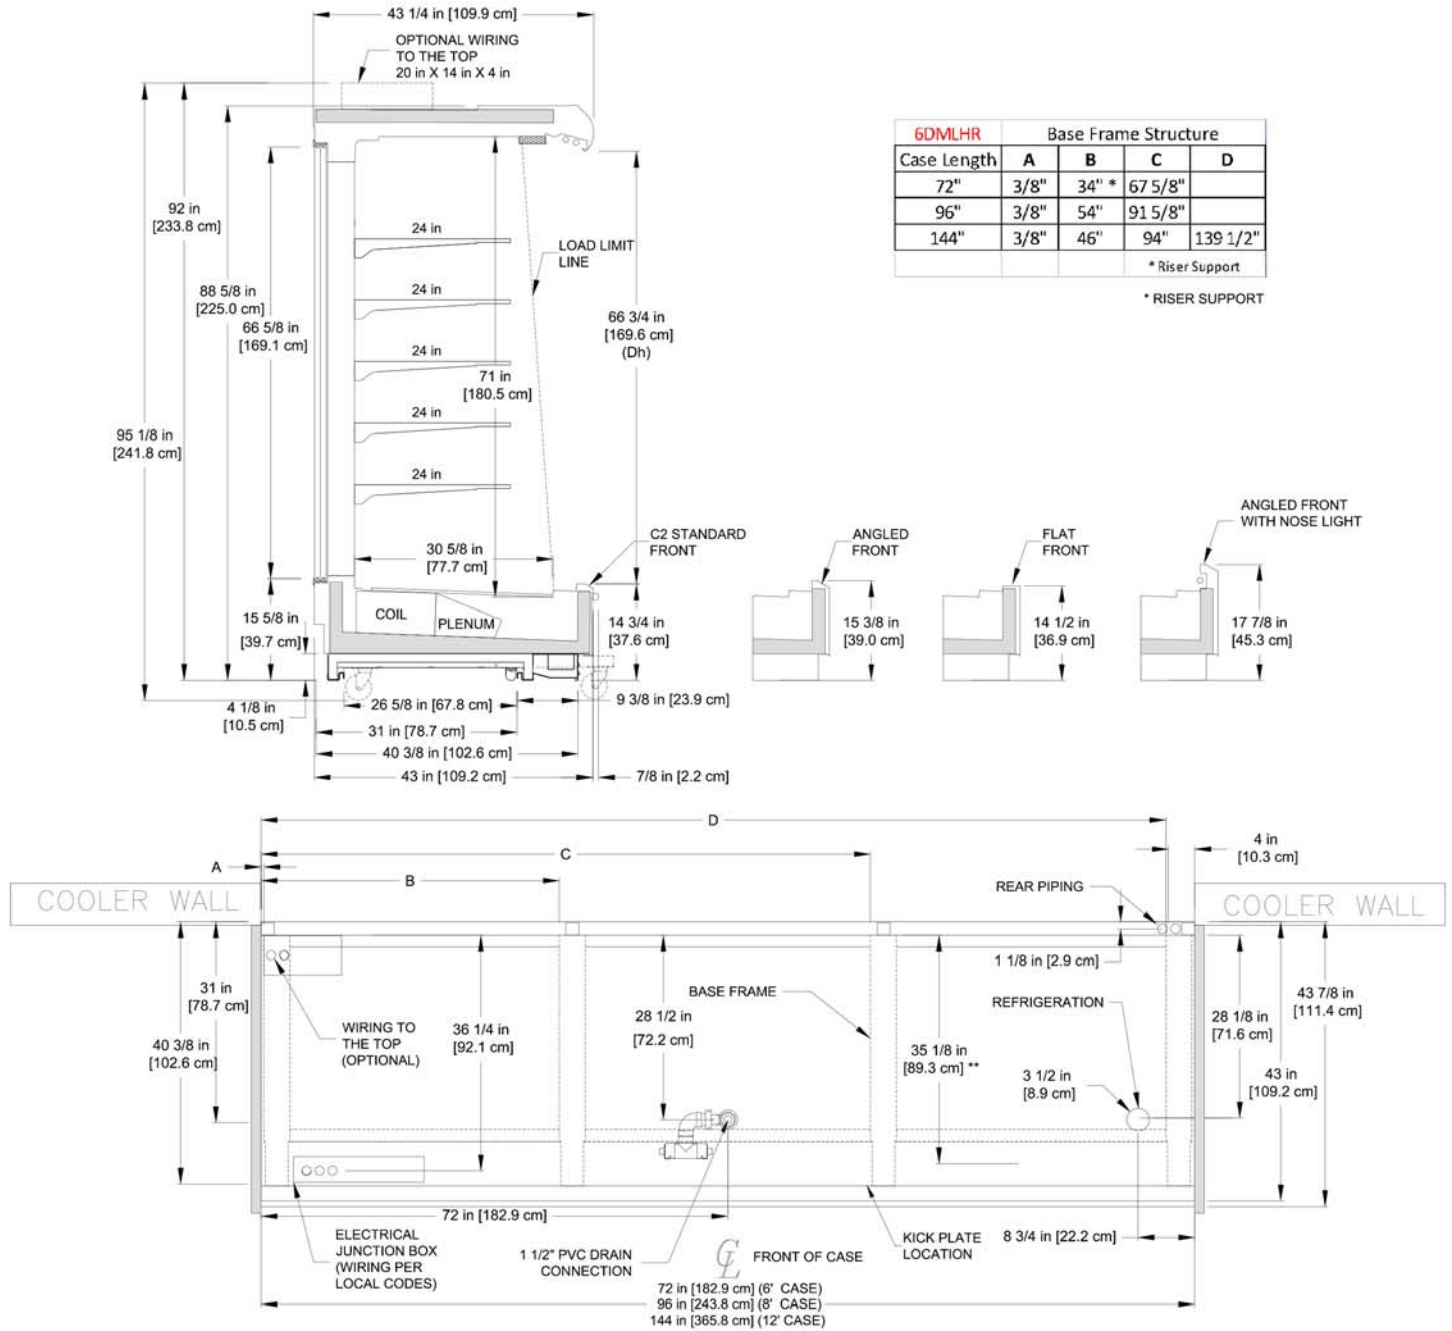 43 1/4 in [109.9 cm]
OPTIONAL WIRING
TO THE TOP
20 in X 14 in X 4 in
92 in
[233.8 cm]
88 5/8 in
[225.0 cm]
66 5/8 in
[169.1 cm]
95 1/8 in
[241.8 cm]
24 in
24 in
24 in
24 in
24 in
LOAD LIMIT
LINE
66 3/4 in
[169.6 cm]
(Dh)
71 in
[180.5 cm]
30 5/8 in
[77.7 cm]
C2 STANDARD
FRONT
COIL
PLENUM
15 5/8 in
[39.7 cm]
14 3/4 in
[37.6 cm]
4 1/8 in
[10.5 cm]
26 5/8 in [67.8 cm]
9 3/8 in [23.9 cm]
31 in [78.7 cm]
40 3/8 in [102.6 cm]
43 in [109.2 cm]
7/8 in [2.2 cm]
6DMLHR Base Frame Structure
Case Length A B C D
72" 3/8" 34" * 67 5/8"
96" 3/8" 54" 91 5/8"
144" 3/8" 46" 94" 139 1/2"
* Riser Support
* RISER SUPPORT
ANGLED
FRONT
15 3/8 in
[39.0 cm]
FLAT
FRONT
14 1/2 in
[36.9 cm]
ANGLED FRONT
WITH NOSE LIGHT
17 7/8 in
[45.3 cm]
D
C
A
B
4 in
[10.3 cm]
COOLER WALL
REAR PIPING
COOLER WALL
1 1/8 in [2.9 cm]
31 in
[78.7 cm]
40 3/8 in
[102.6 cm]
WIRING TO
THE TOP
(OPTIONAL)
36 1/4 in
[92.1 cm]
28 1/2 in
[72.2 cm]
BASE FRAME
35 1/8 in
[89.3 cm] **
REFRIGERATION
3 1/2 in
[8.9 cm]
28 1/8 in
[71.6 cm]
43 7/8 in
[111.4 cm]
43 in
[109.2 cm]
72 in [182.9 cm]
ELECTRICAL
JUNCTION BOX
(WIRING PER
LOCAL CODES)
1 1/2" PVC DRAIN
CONNECTION
CL FRONT OF CASE
KICK PLATE
LOCATION
8 3/4 in [22.2 cm]
72 in [182.9 cm] (6' CASE)
96 in [243.8 cm] (8' CASE)
144 in [365.8 cm] (12' CASE)